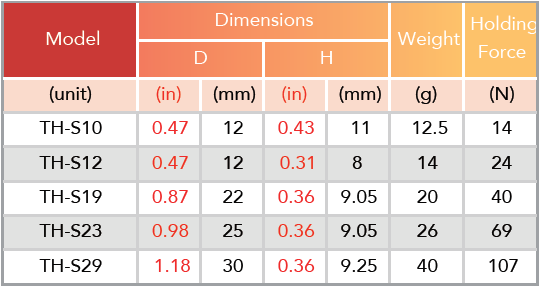 Model Dimensions Weight Holding Force
D H
(unit) (in) (mm) (in) (mm) (g) (N)
TH-S10 0.47 12 0.43 11 12.5 14
TH-S12 0.47 12 0.31 8 14 24
TH-S19 0.87 22 0.36 9.05 20 40
TH-S23 0.98 25 0.36 9.05 26 69
TH-S29 1.18 30 0.36 9.25 40 107